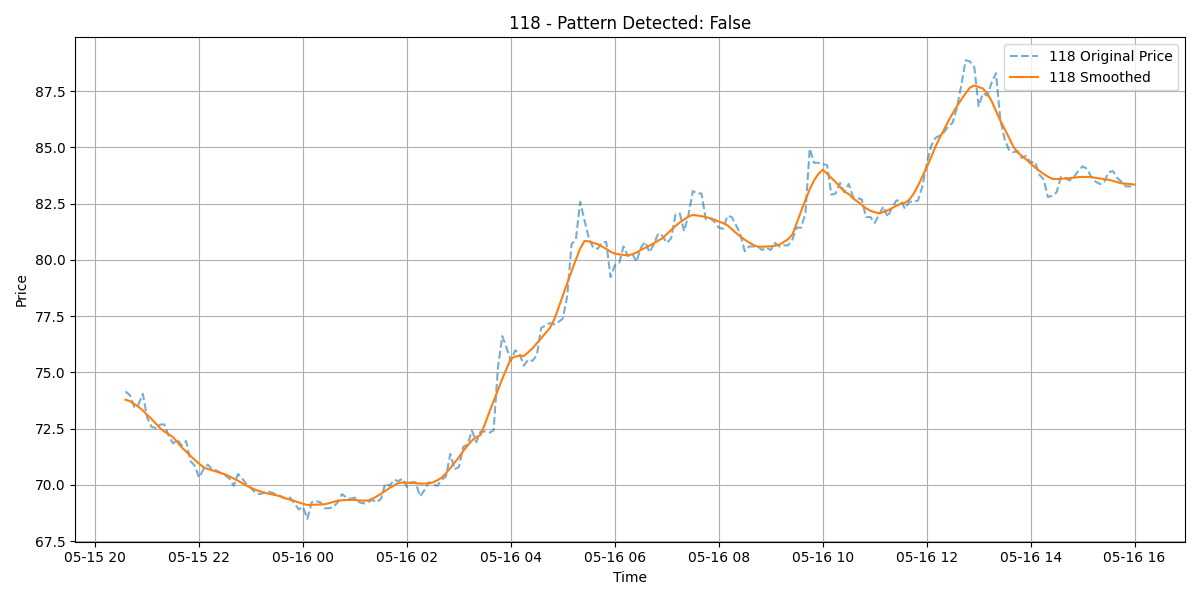 118 - Pattern Detected: False
118 Original Price
118 Smoothed
Price
87.5
85.0
82.5
80.0
77.5
75.0
72.5
70.0
67.5
05-15 20 05-15 22 05-16 00 05-16 02 05-16 04 05-16 06 05-16 08 05-16 10 05-16 12 05-16 14 05-16 16
Time